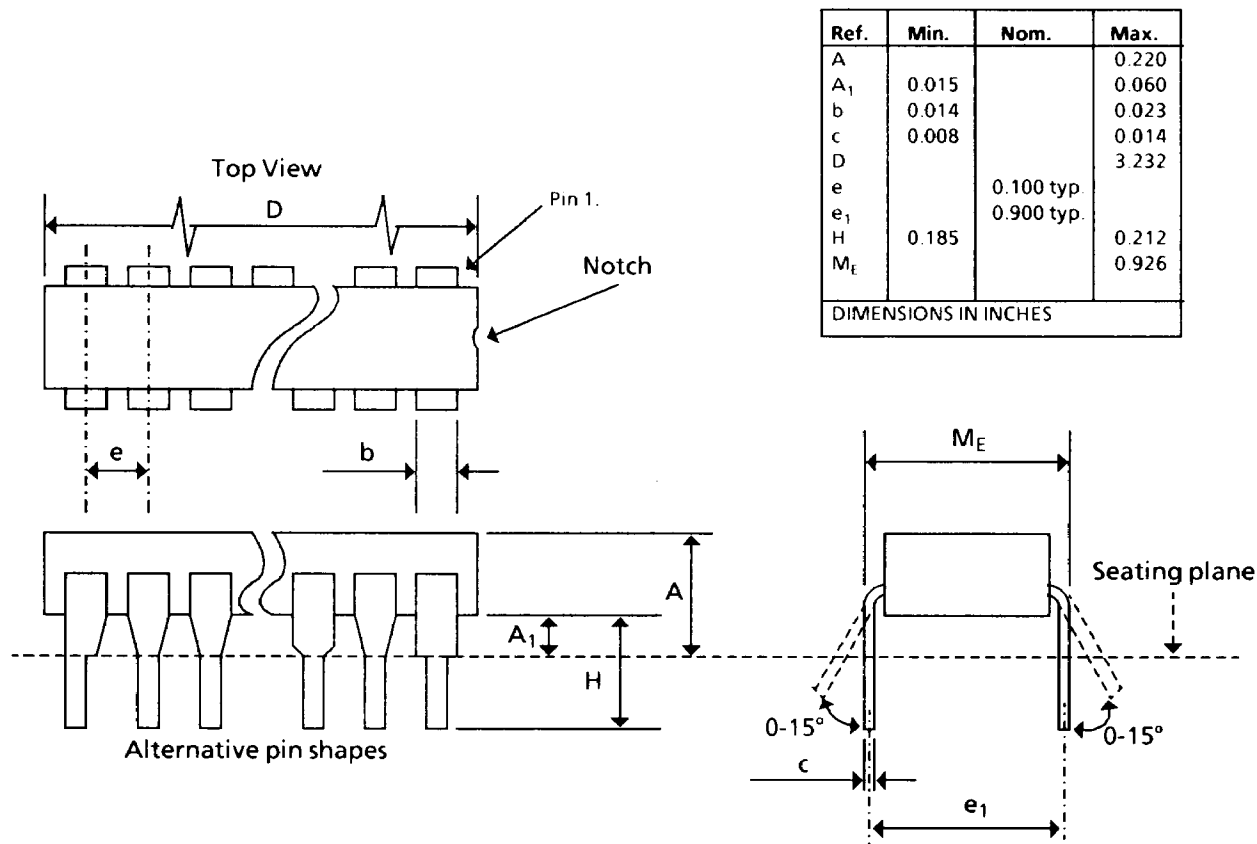 Ref. Min. Nom. Max.
A 0.220
A₁ 0.015 0.060
b 0.014 0.023
c 0.008 0.014
D 3.232
e 0.100 typ.
e₁ 0.900 typ.
H 0.185 0.212
M_E 0.926
DIMENSIONS IN INCHES
Top View
D
Pin 1.
Notch
e
b
M_E
A
A₁
H
Seating plane
Alternative pin shapes
0-15°
0-15°
c
e₁